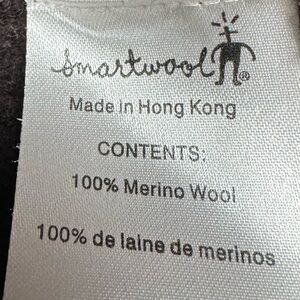 Smartwool®
Made in Hong Kong
CONTENTS:
100% Merino Wool
100% de laine de merinos